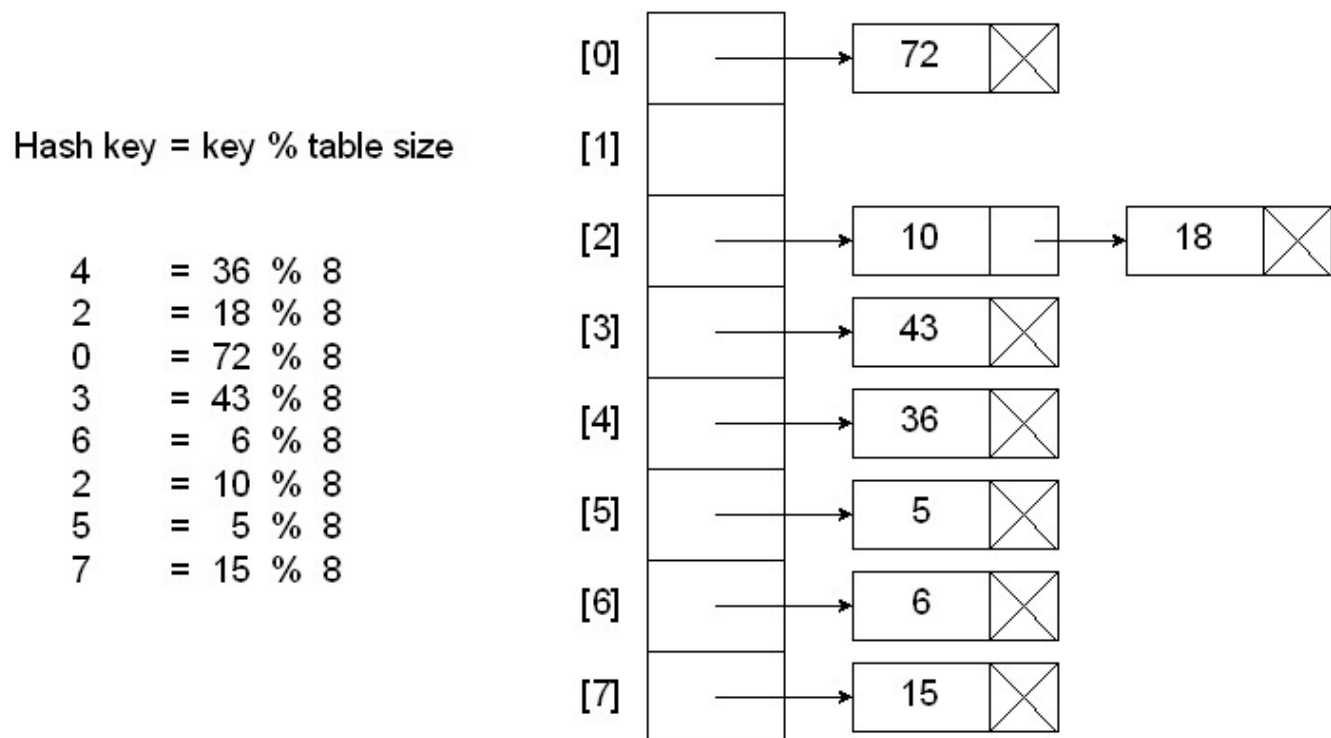 Hash key = key % table size
4 = 36 % 8
2 = 18 % 8
0 = 72 % 8
3 = 43 % 8
6 = 6 % 8
2 = 10 % 8
5 = 5 % 8
7 = 15 % 8
[0] 72
[1]
[2] 10 18
[3] 43
[4] 36
[5] 5
[6] 6
[7] 15